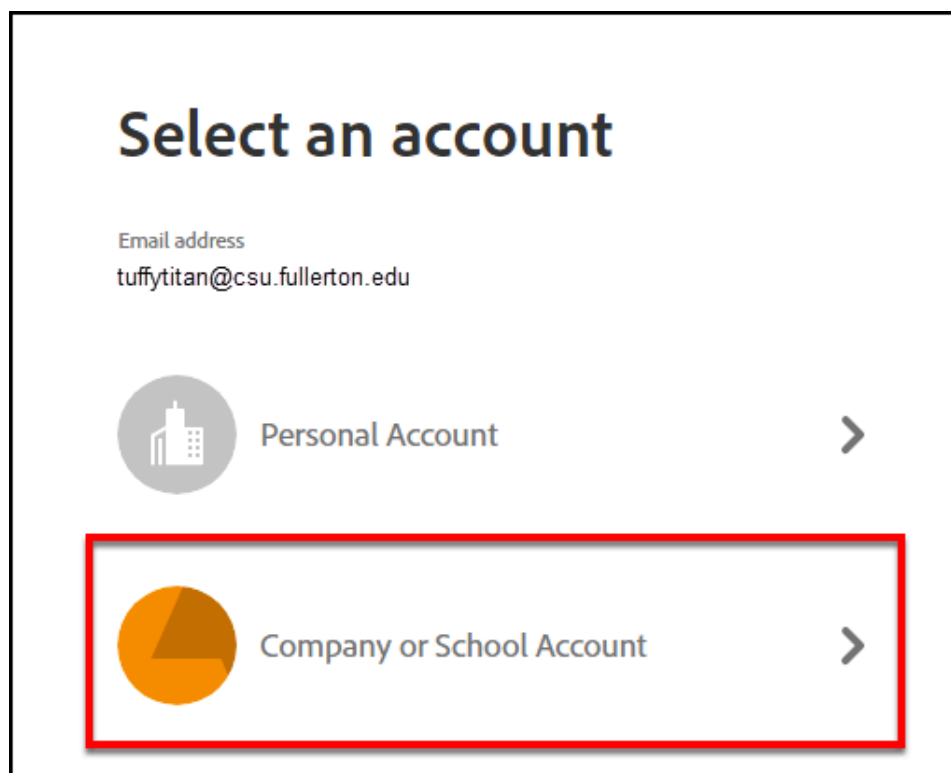 Select an account
Email address
tuffytitan@csu.fullerton.edu
Personal Account
Company or School Account